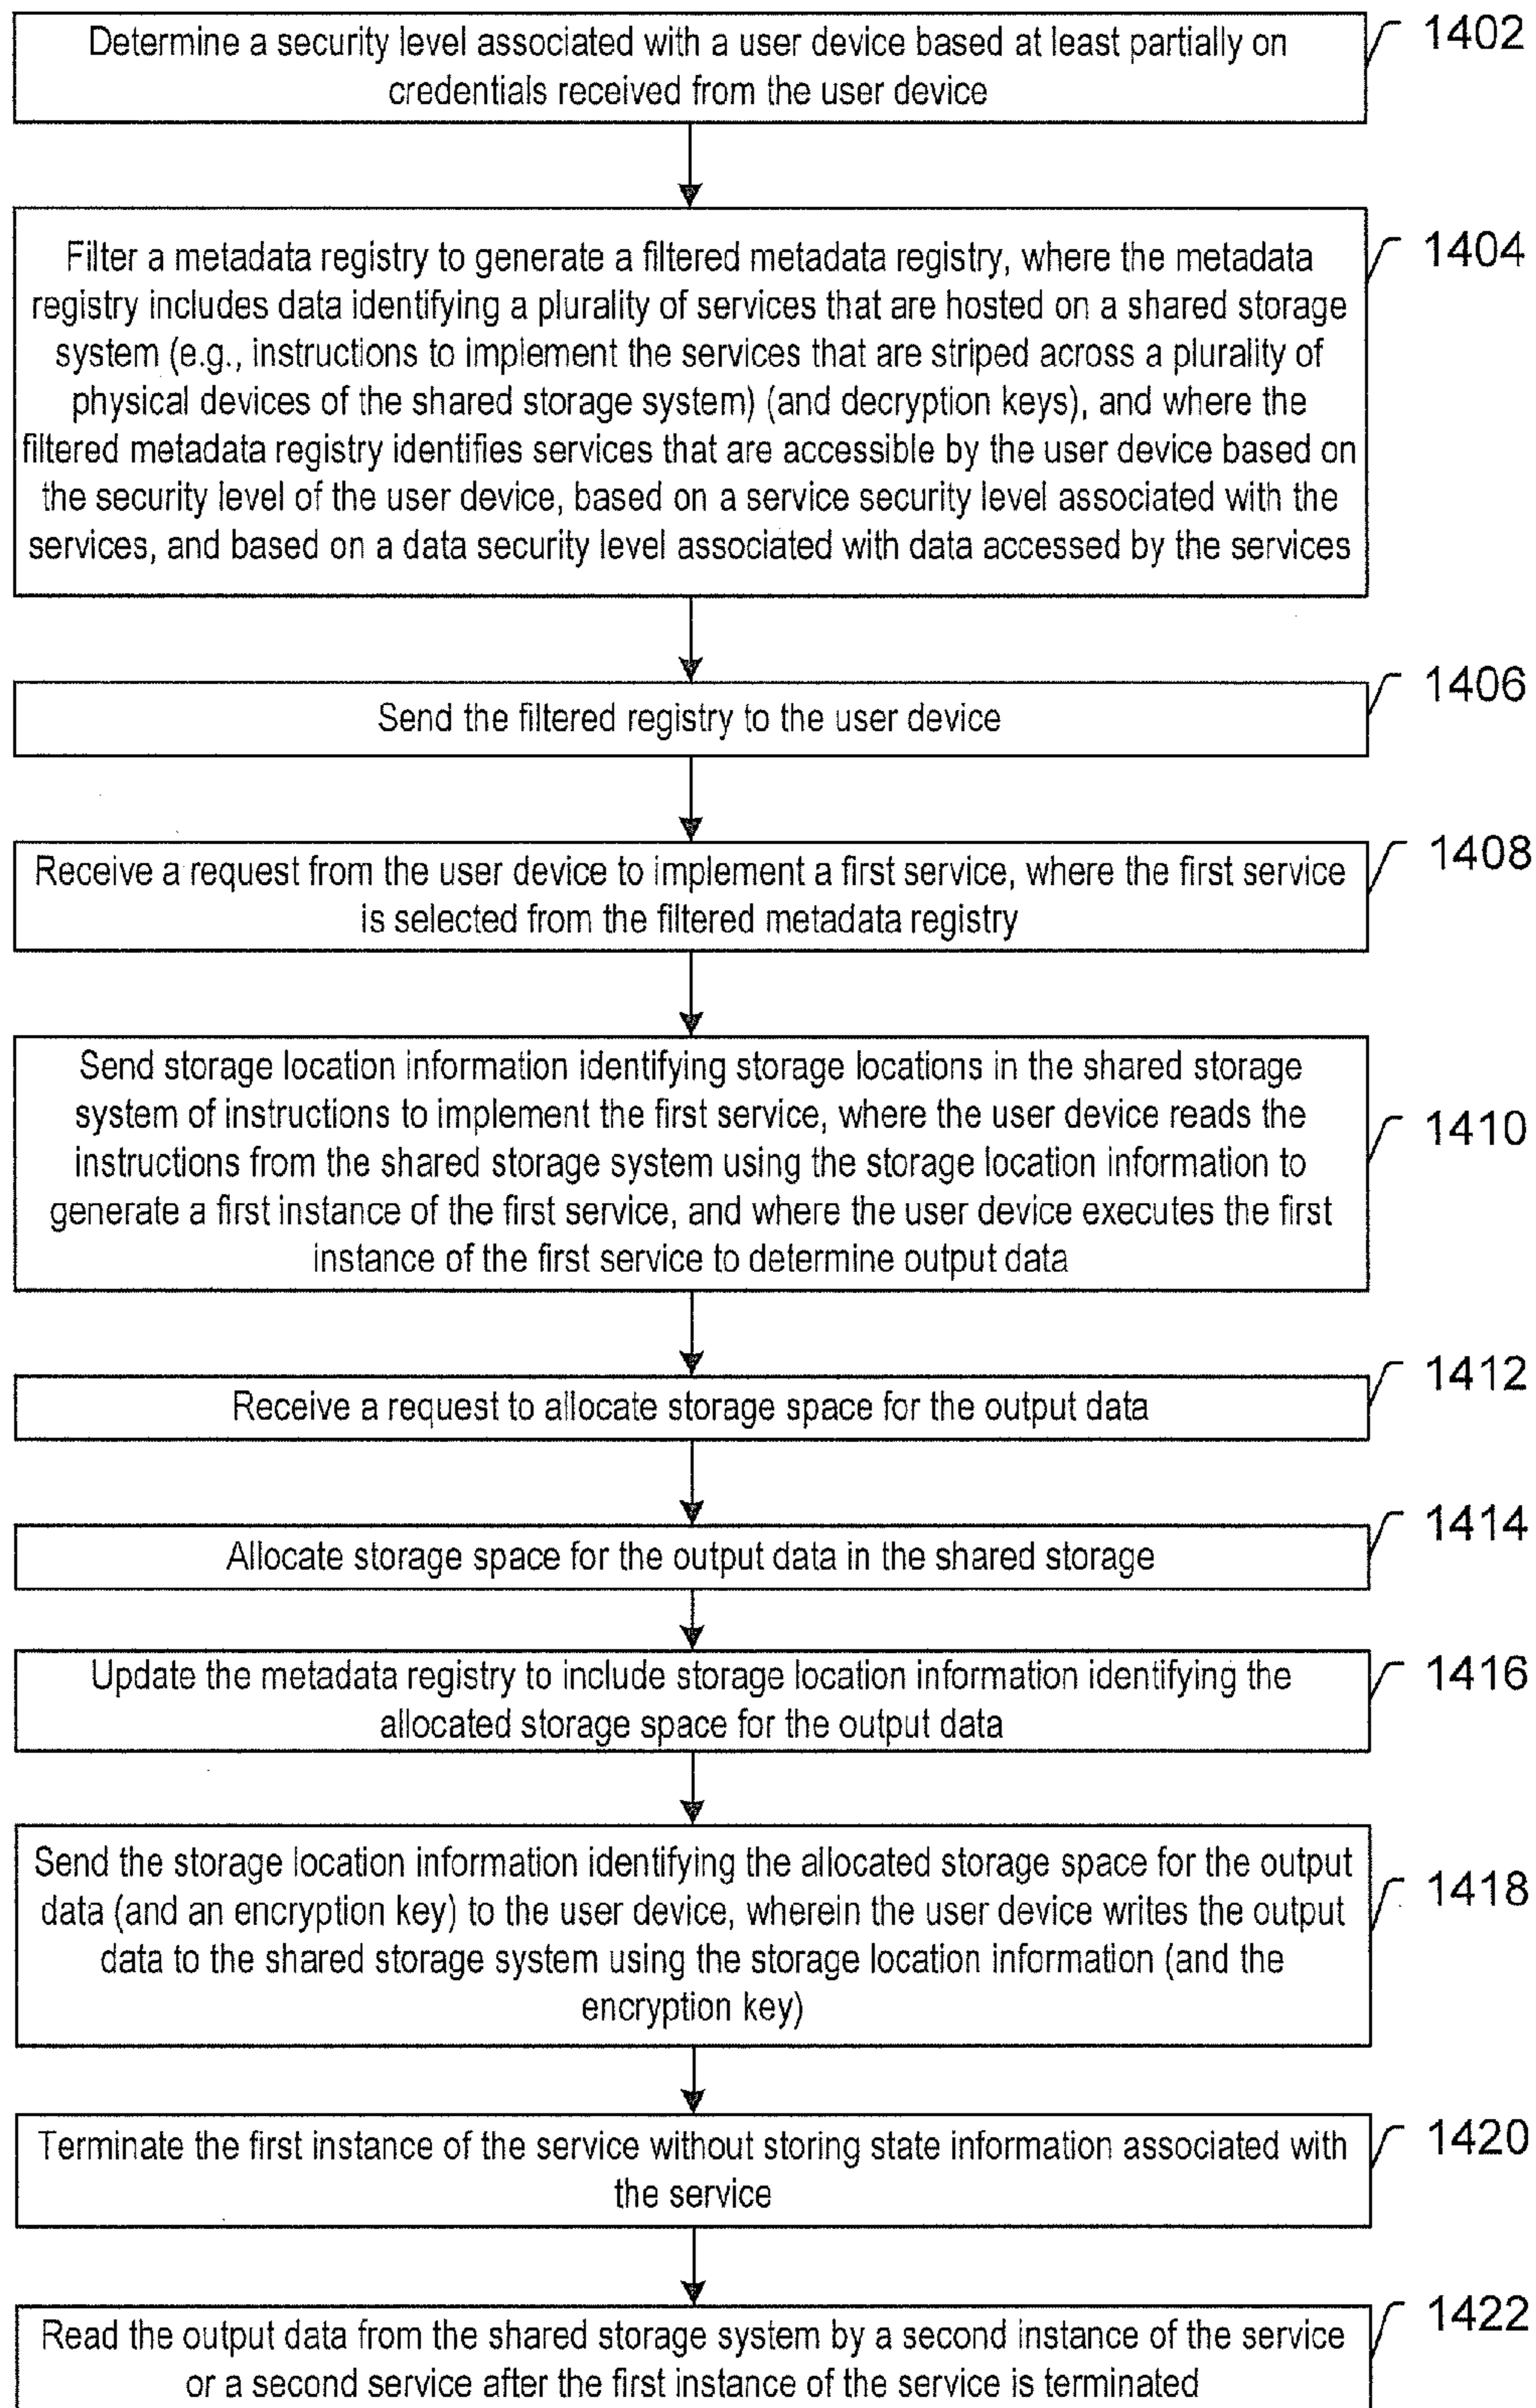 Determine a security level associated with a user device based at least partially on
credentials received from the user device
1402
Filter a metadata registry to generate a filtered metadata registry, where the metadata
registry includes data identifying a plurality of services that are hosted on a shared storage
system (e.g., instructions to implement the services that are striped across a plurality of
physical devices of the shared storage system) (and decryption keys), and where the
filtered metadata registry identifies services that are accessible by the user device based on
the security level of the user device, based on a service security level associated with the
services, and based on a data security level associated with data accessed by the services
1404
Send the filtered registry to the user device
1406
Receive a request from the user device to implement a first service, where the first service
is selected from the filtered metadata registry
1408
Send storage location information identifying storage locations in the shared storage
system of instructions to implement the first service, where the user device reads the
instructions from the shared storage system using the storage location information to
generate a first instance of the first service, and where the user device executes the first
instance of the first service to determine output data
1410
Receive a request to allocate storage space for the output data
1412
Allocate storage space for the output data in the shared storage
1414
Update the metadata registry to include storage location information identifying the
allocated storage space for the output data
1416
Send the storage location information identifying the allocated storage space for the output
data (and an encryption key) to the user device, wherein the user device writes the output
data to the shared storage system using the storage location information (and the
encryption key)
1418
Terminate the first instance of the service without storing state information associated with
the service
1420
Read the output data from the shared storage system by a second instance of the service
or a second service after the first instance of the service is terminated
1422